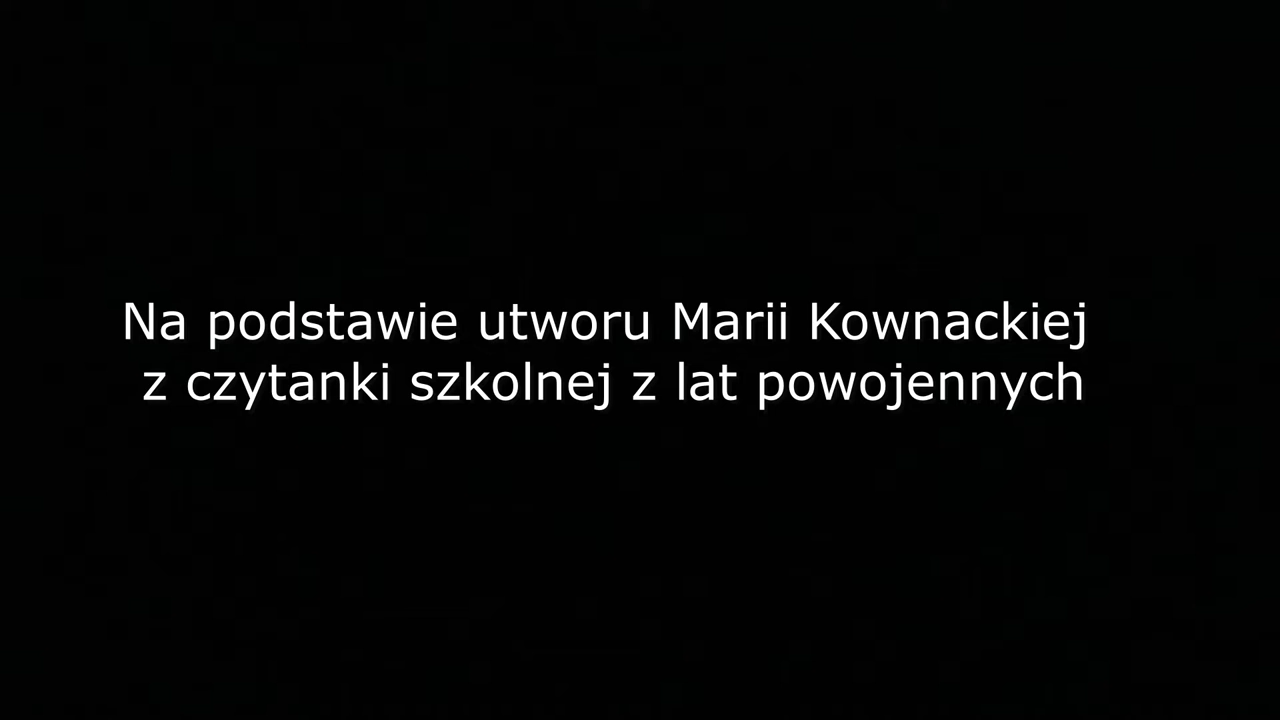 Na podstawie utworu Marii Kownackiej
z czytanki szkolnej z lat powojennych